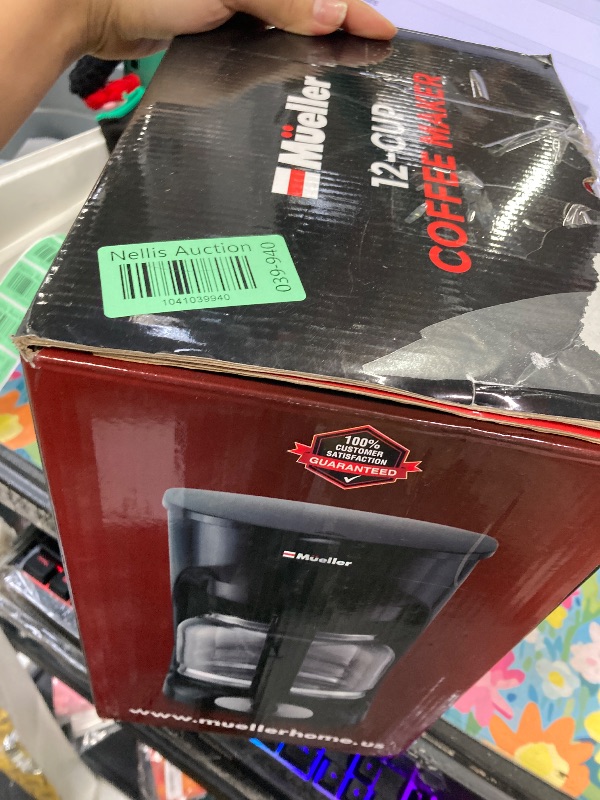 Mueller
12-CUP
COFFEE MAKER
Nellis Auction
1041039940
039-940
100%
CUSTOMER
SATISFACTION
GUARANTEED
Mueller
www.muellerhome.us